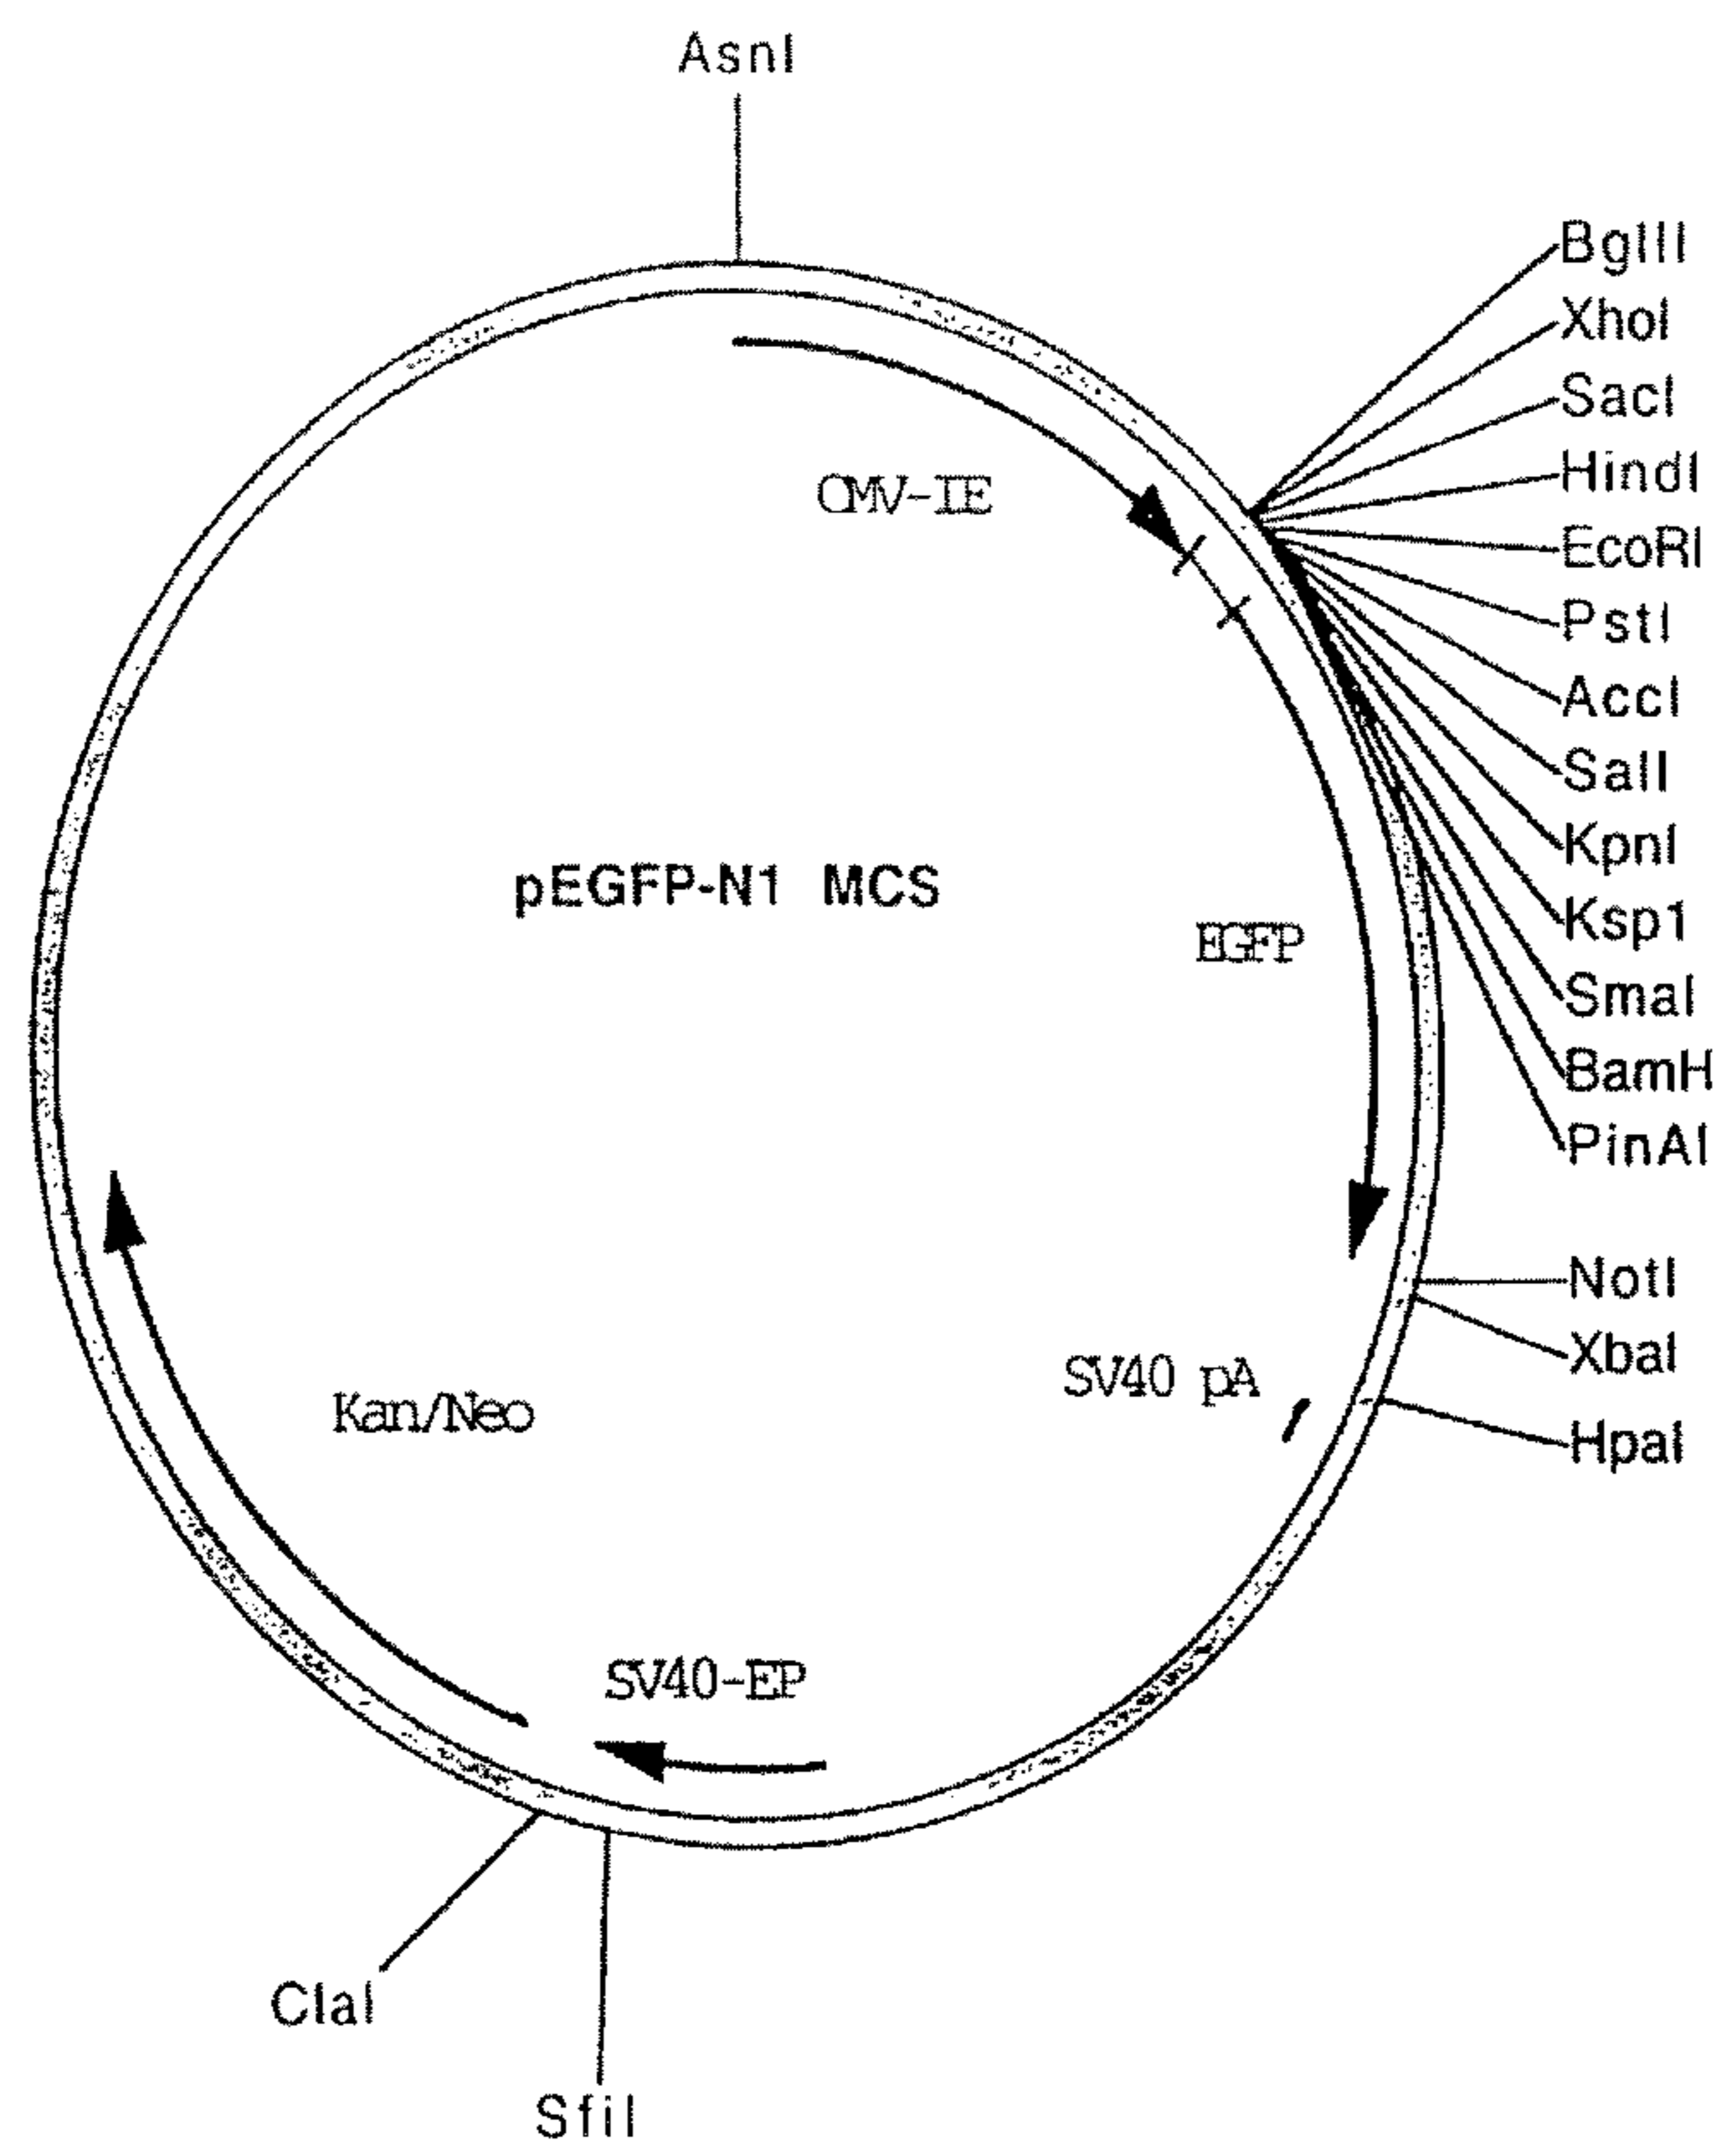 AsnI
BglII
XhoI
SacI
HindI
EcoRI
PstI
AccI
SalI
KpnI
Ksp1
SmaI
BamH
PinAI
NotI
XbaI
HpaI
CMV-IE
pEGFP-N1 MCS
EGFP
SV40 pA
Kan/Neo
SV40-EP
ClaI
SfiI